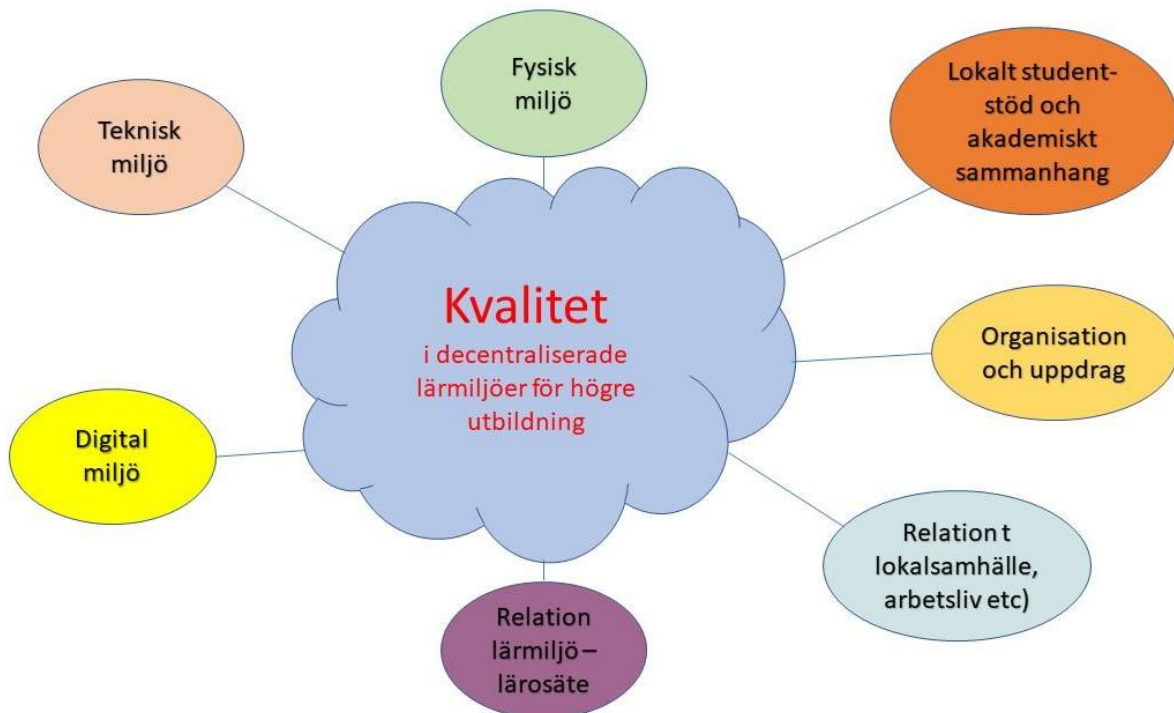 Fysisk
miljö
Lokalt student-
stöd och
akademiskt
sammanhang
Teknisk
miljö
Kvalitet
i decentraliserade
lärmiljöer för högre
utbildning
Organisation
och uppdrag
Digital
miljö
Relation t
lokalsamhälle,
arbetsliv etc)
Relation
lärmiljö –
lärosäte